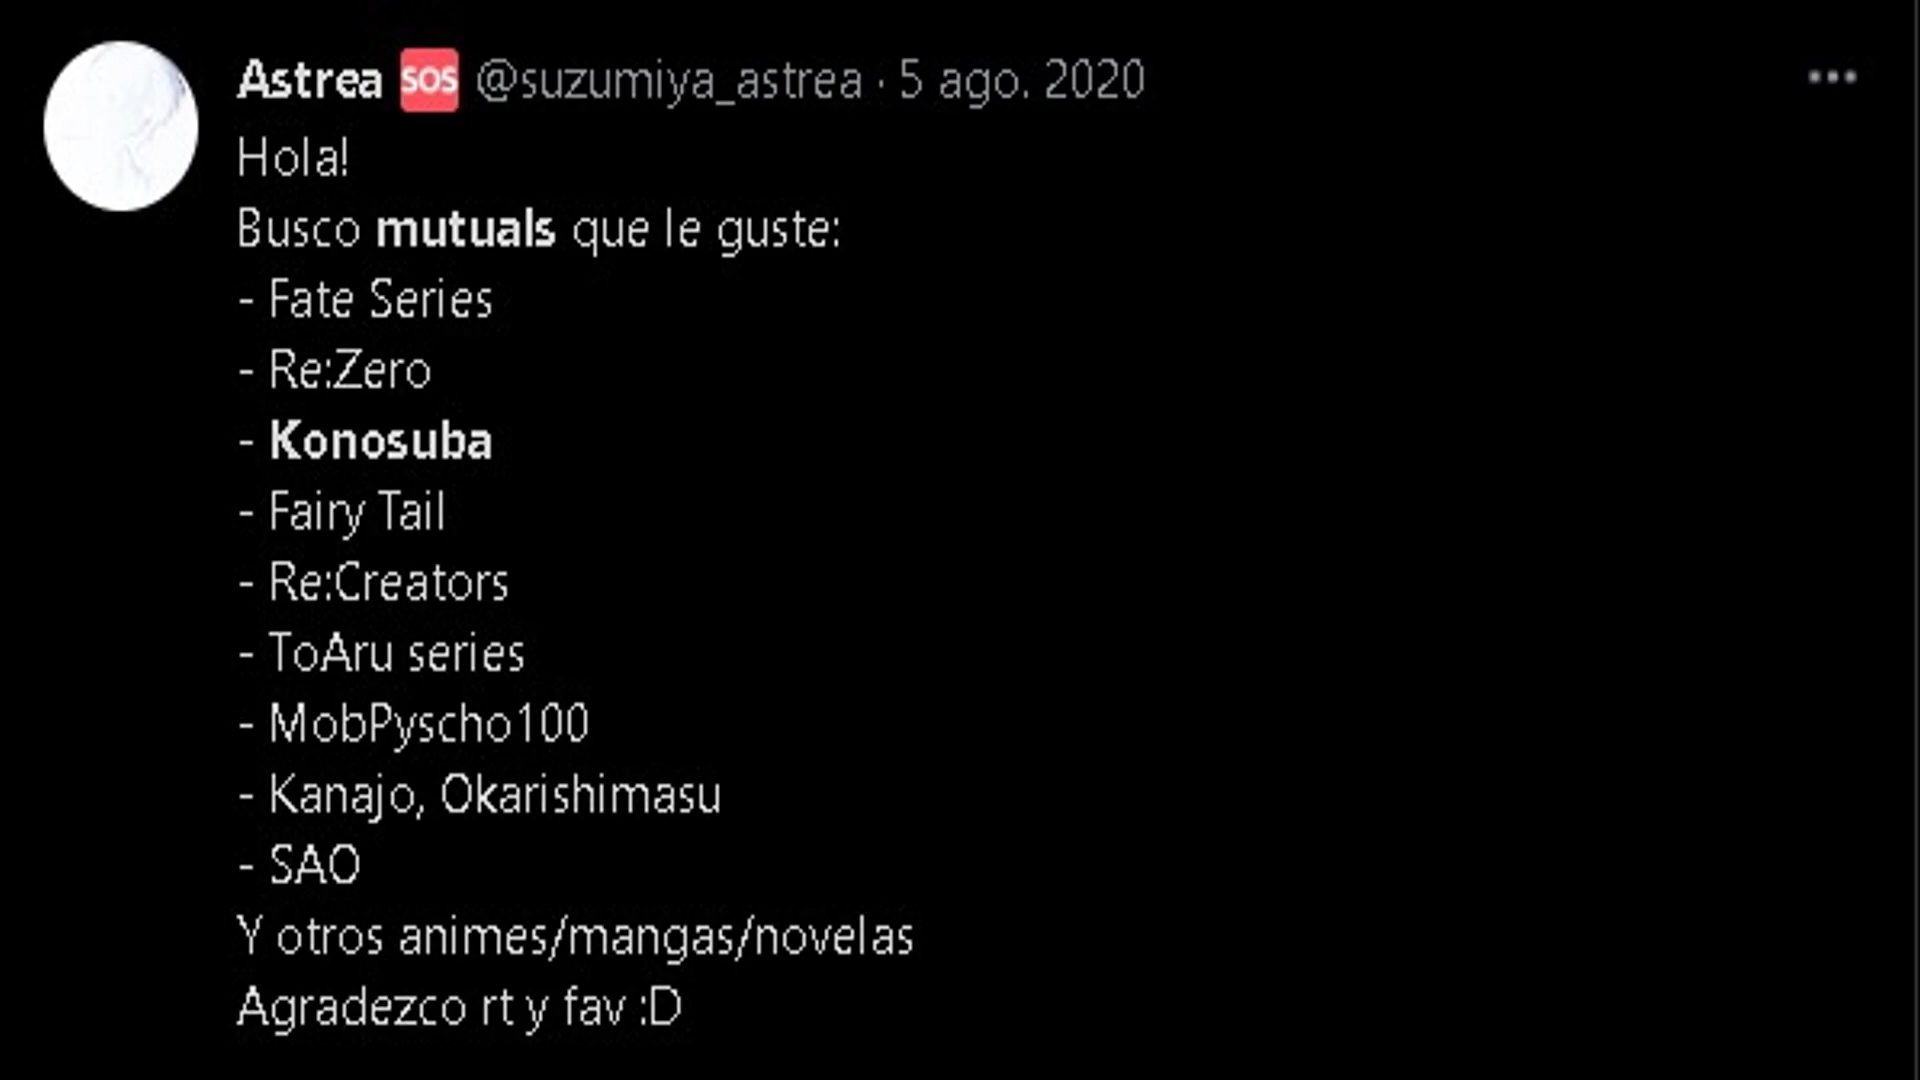 Astrea 🆘 @suzumiya_astrea · 5 ago. 2020
Hola!
Busco mutuals que le guste:
- Fate Series
- Re:Zero
- Konosuba
- Fairy Tail
- Re:Creators
- ToAru series
- MobPyscho100
- Kanajo, Okarishimasu
- SAO
Y otros animes/mangas/novelas
Agradezco rt y fav :D